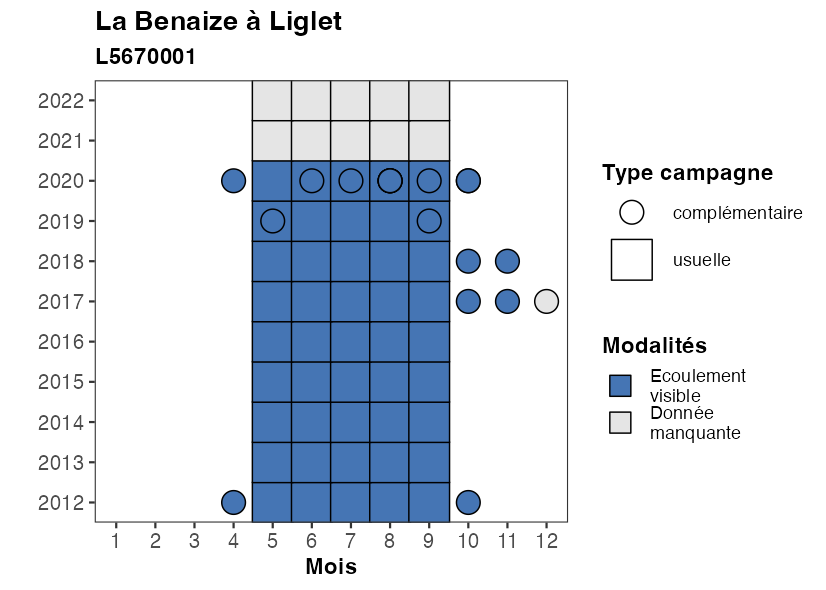 La Benaize à Liglet
L5670001
2022
2021
2020
2019
2018
2017
2016
2015
2014
2013
2012
1 2 3 4 5 6 7 8 9 10 11 12
Mois
Type campagne
complémentaire
usuelle
Modalités
Ecoulement
visible
Donnée
manquante